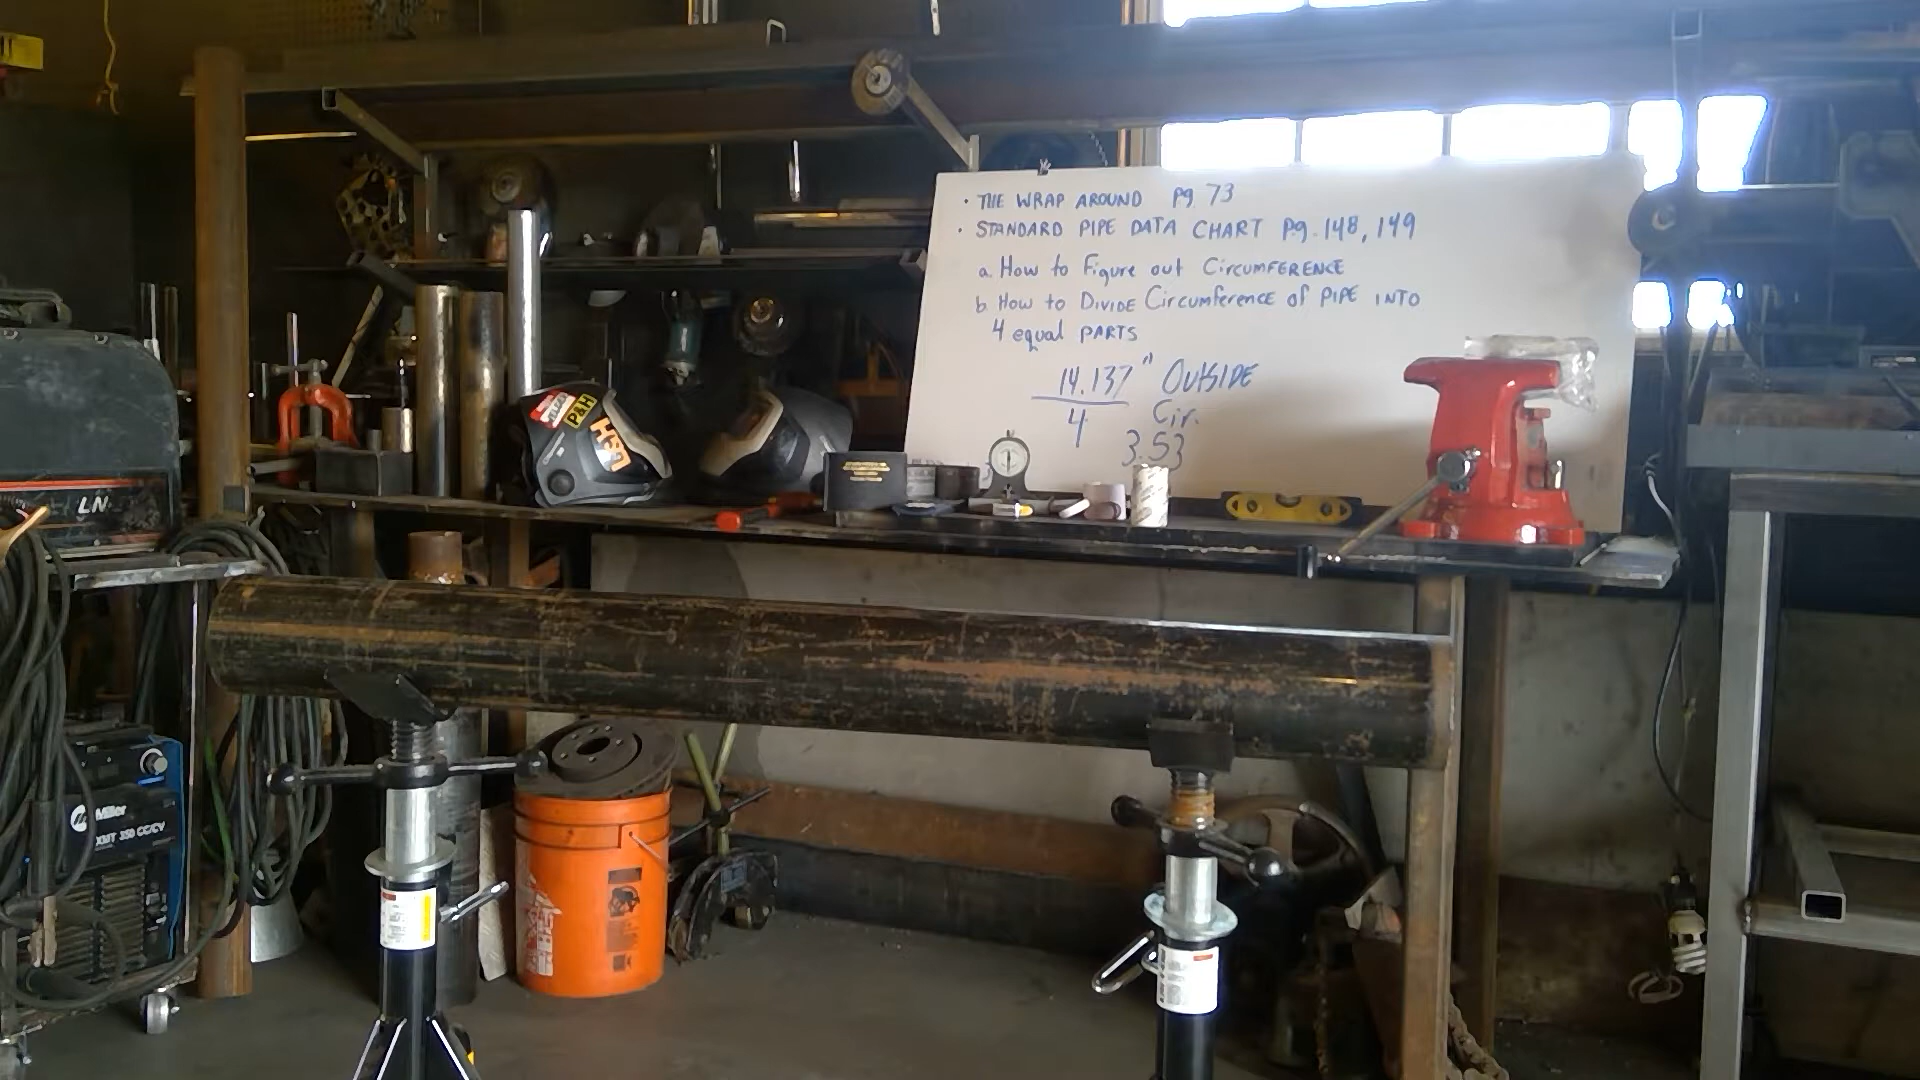 • THE WRAP AROUND pg. 73
• STANDARD PIPE DATA CHART Pg. 148, 149
a. How to Figure out CIRCUMFERENCE
b. How to DIVIDE Circumference of PIPE INTO
4 equal PARTS
14.137" OUTSIDE
4 Cir.
3.53
P&H
H&H
LN
Miller
XMT 350 CC/CV